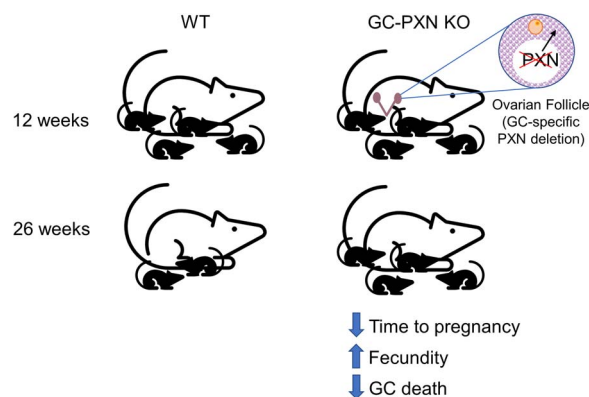 WT
GC-PXN KO
PXN
12 weeks
Ovarian Follicle
(GC-specific
PXN deletion)
26 weeks
Time to pregnancy
Fecundity
GC death